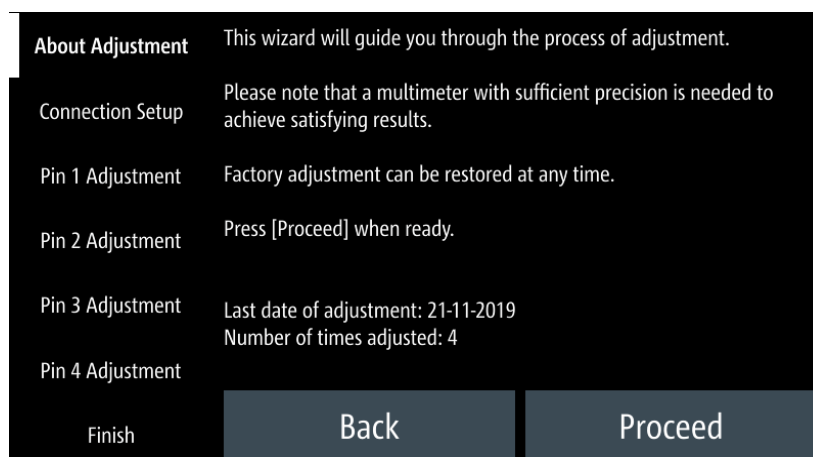 About Adjustment
Connection Setup
Pin 1 Adjustment
Pin 2 Adjustment
Pin 3 Adjustment
Pin 4 Adjustment
Finish
This wizard will guide you through the process of adjustment.
Please note that a multimeter with sufficient precision is needed to
achieve satisfying results.
Factory adjustment can be restored at any time.
Press [Proceed] when ready.
Last date of adjustment: 21-11-2019
Number of times adjusted: 4
Back
Proceed